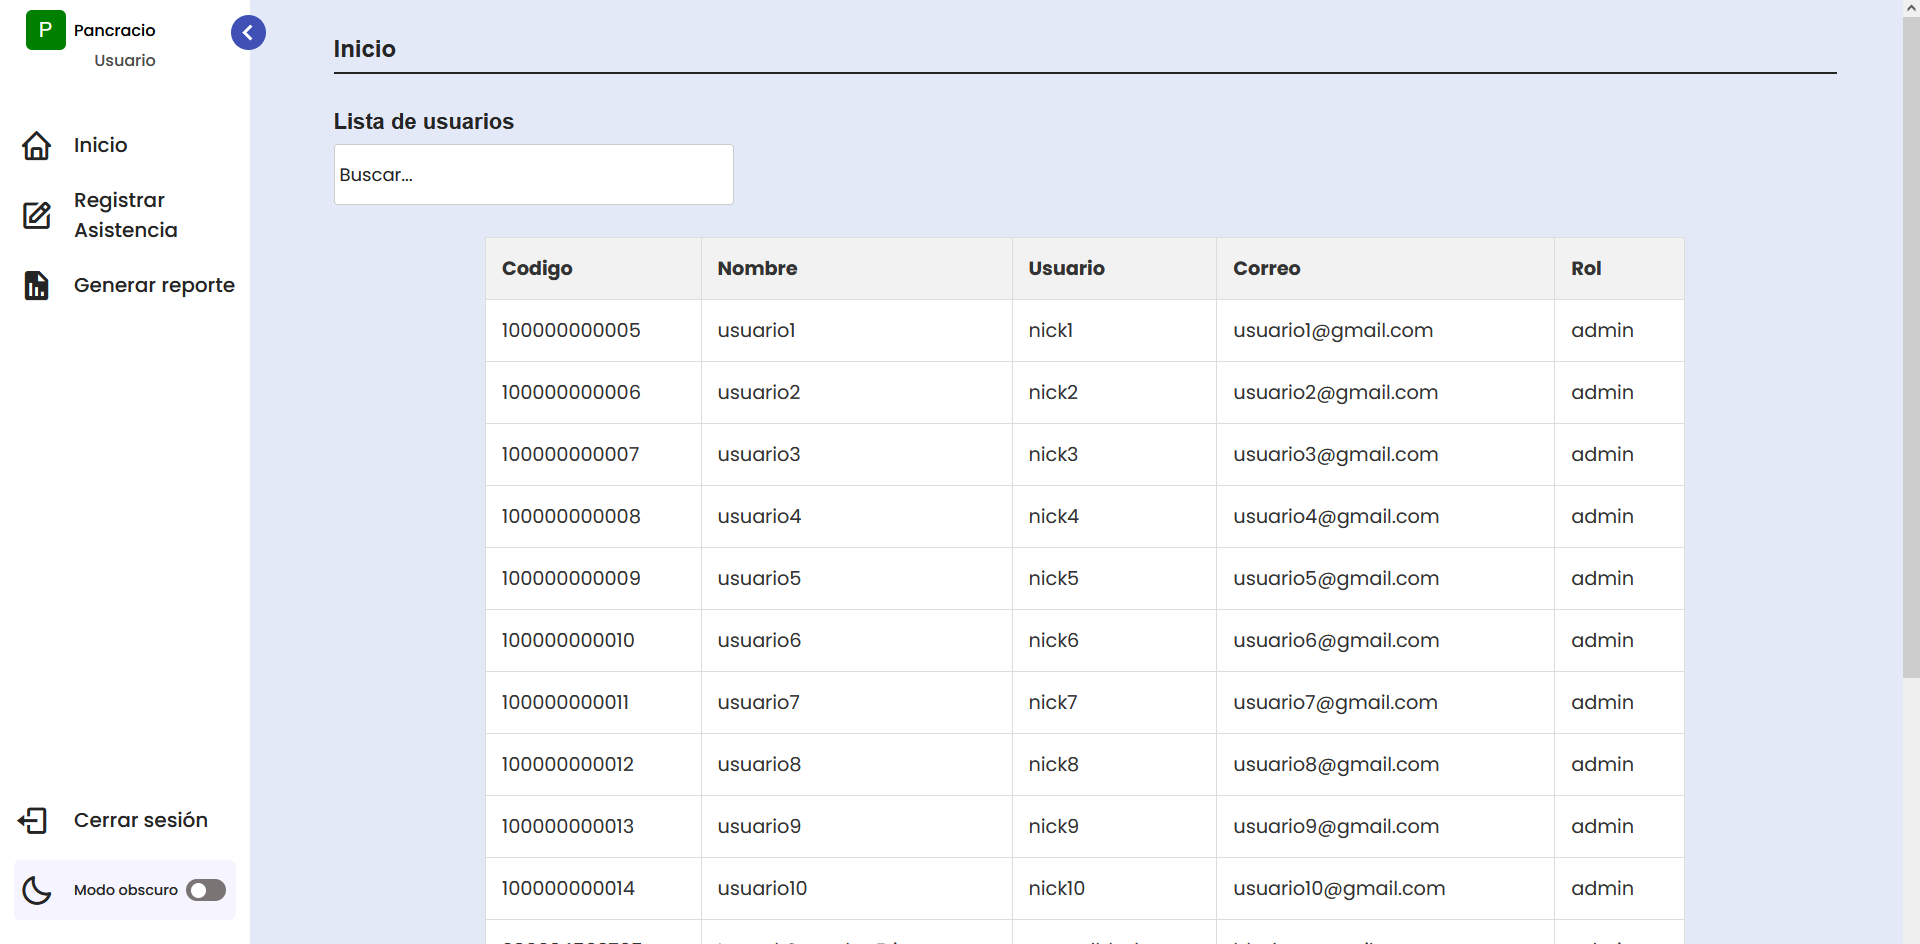 P
Pancracio
Usuario
Inicio
Registrar
Asistencia
Generar reporte
Cerrar sesión
Modo obscuro
Inicio
Lista de usuarios
Buscar...
Codigo Nombre Usuario Correo Rol
100000000005 usuario1 nick1 usuario1@gmail.com admin
100000000006 usuario2 nick2 usuario2@gmail.com admin
100000000007 usuario3 nick3 usuario3@gmail.com admin
100000000008 usuario4 nick4 usuario4@gmail.com admin
100000000009 usuario5 nick5 usuario5@gmail.com admin
100000000010 usuario6 nick6 usuario6@gmail.com admin
100000000011 usuario7 nick7 usuario7@gmail.com admin
100000000012 usuario8 nick8 usuario8@gmail.com admin
100000000013 usuario9 nick9 usuario9@gmail.com admin
100000000014 usuario10 nick10 usuario10@gmail.com admin